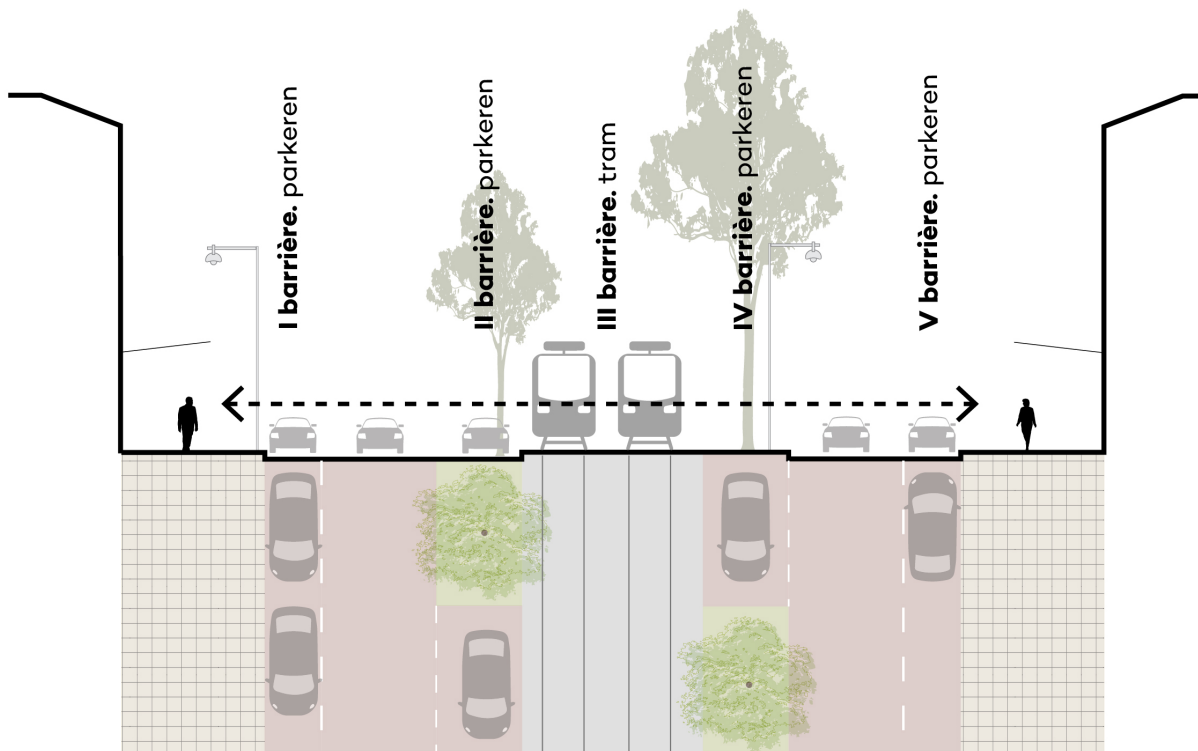 I barrière. parkeren
II barrière. parkeren
III barrière. tram
IV barrière. parkeren
V barrière. parkeren